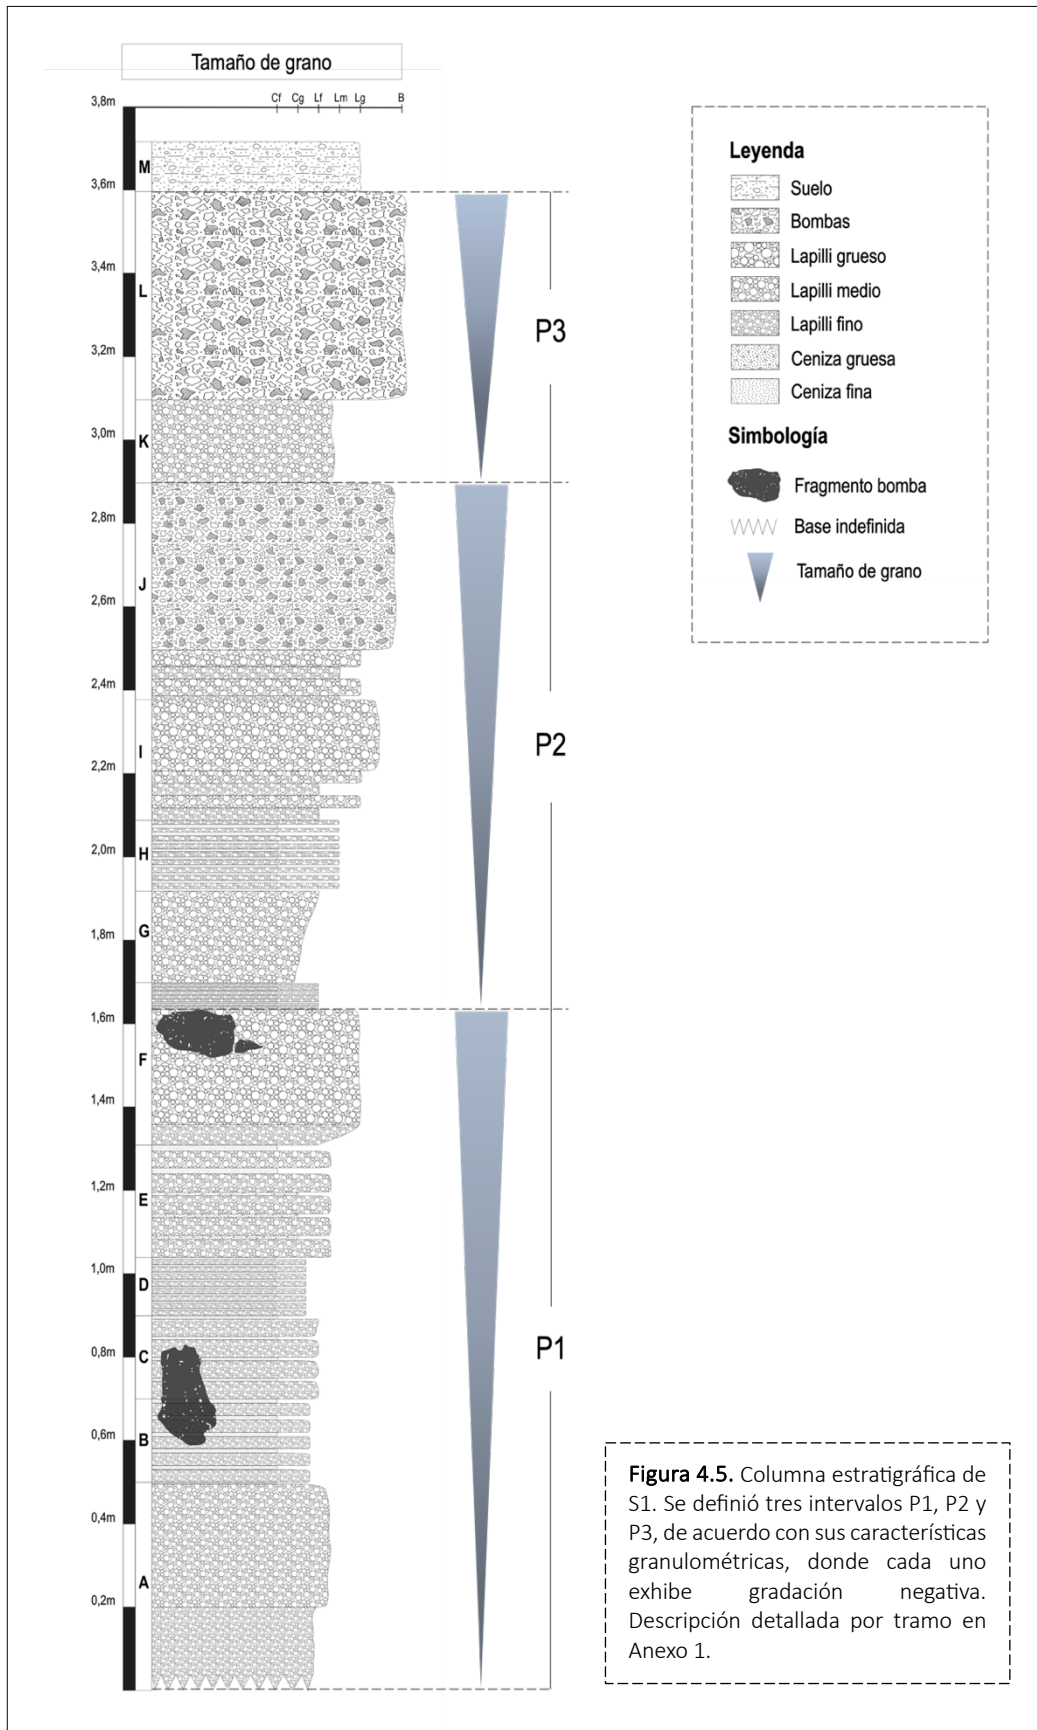 Tamaño de grano
Cf Cg Lf Lm Lg B
3,8m
M
3,6m
3,4m
L
3,2m
3,0m
K
2,8m
J
2,6m
2,4m
I
2,2m
2,0m
H
G
1,8m
1,6m
F
1,4m
1,2m
E
1,0m
D
0,8m
C
0,6m
B
0,4m
A
0,2m
P3
P2
P1
Leyenda
Suelo
Bombas
Lapilli grueso
Lapilli medio
Lapilli fino
Ceniza gruesa
Ceniza fina
Simbología
Fragmento bomba
Base indefinida
Tamaño de grano
Figura 4.5. Columna estratigráfica de
S1. Se definió tres intervalos P1, P2 y
P3, de acuerdo con sus características
granulométricas, donde cada uno
exhibe gradación negativa.
Descripción detallada por tramo en
Anexo 1.